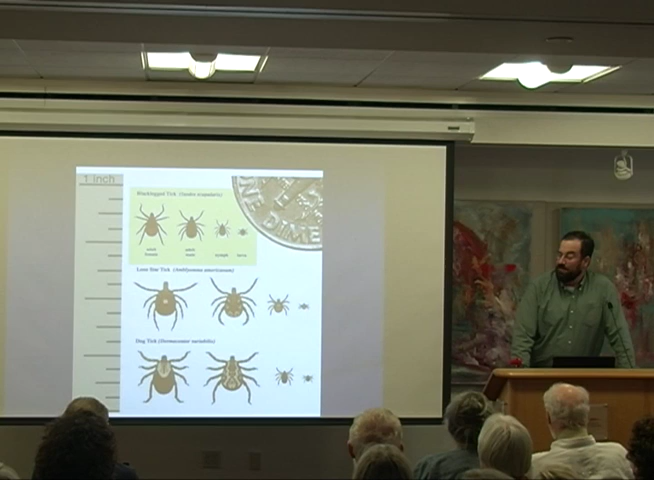 1 inch
Blacklegged Tick (Ixodes scapularis)
ONE DIME
adult female
adult male
nymph
larva
Lone Star Tick (Amblyomma americanum)
Dog Tick (Dermacentor variabilis)